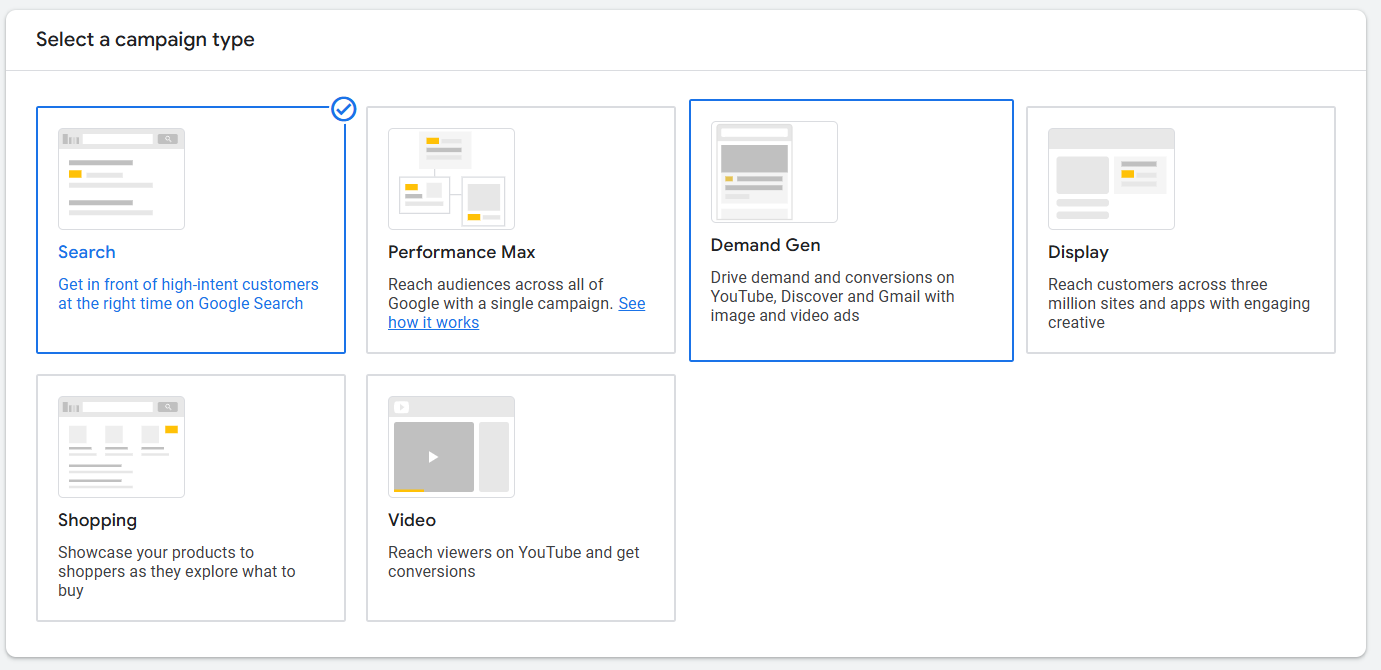 Select a campaign type
Search
Get in front of high-intent customers
at the right time on Google Search
Performance Max
Reach audiences across all of
Google with a single campaign. See
how it works
Demand Gen
Drive demand and conversions on
YouTube, Discover and Gmail with
image and video ads
Display
Reach customers across three
million sites and apps with engaging
creative
Shopping
Showcase your products to
shoppers as they explore what to
buy
Video
Reach viewers on YouTube and get
conversions